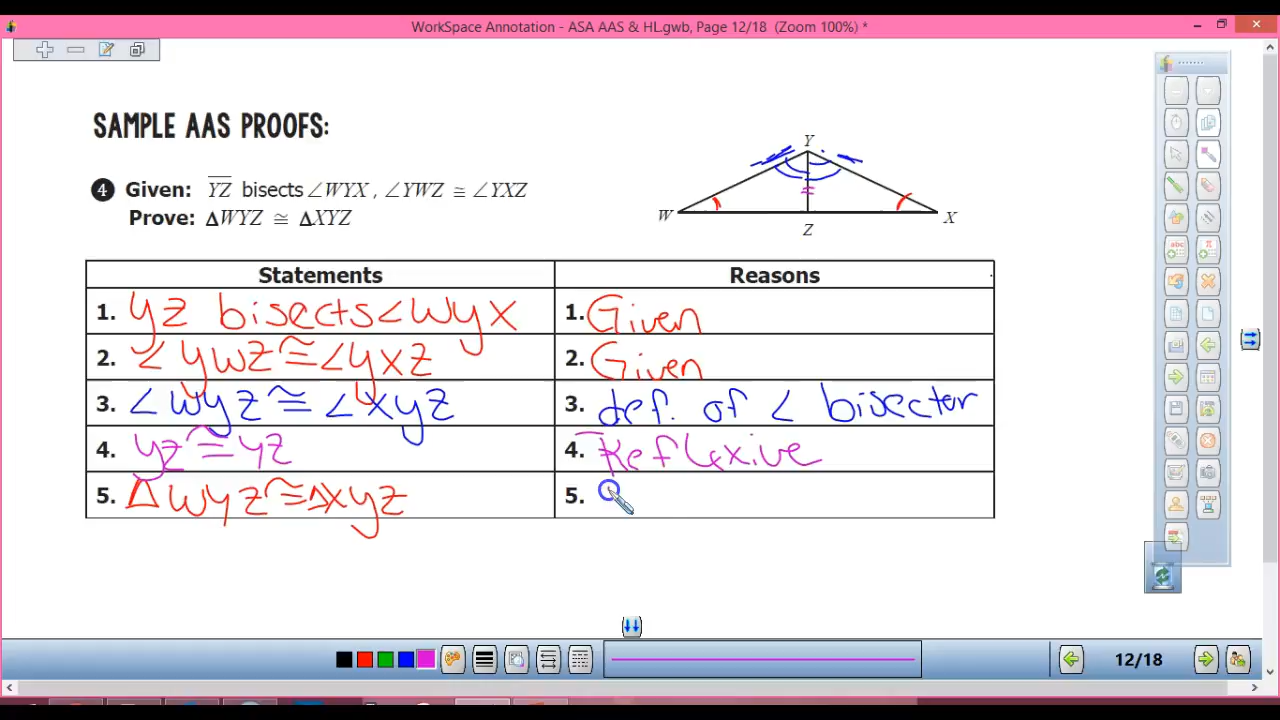 WorkSpace Annotation - ASA AAS & HL.gwb, Page 12/18 (Zoom 100%) *
SAMPLE AAS PROOFS:
4 Given: YZ bisects ∠WYX, ∠YWZ ≅ ∠YXZ
Prove: ΔWYZ ≅ ΔXYZ
Y
W
X
Z
Statements Reasons
1. YZ bisects ∠WYX 1. Given
2. ∠YWZ ≅ ∠YXZ 2. Given
3. ∠WYZ ≅ ∠XYZ 3. def. of ∠ bisector
4. YZ ≅ YZ 4. Reflexive
5. ΔWYZ ≅ ΔXYZ 5.
12/18